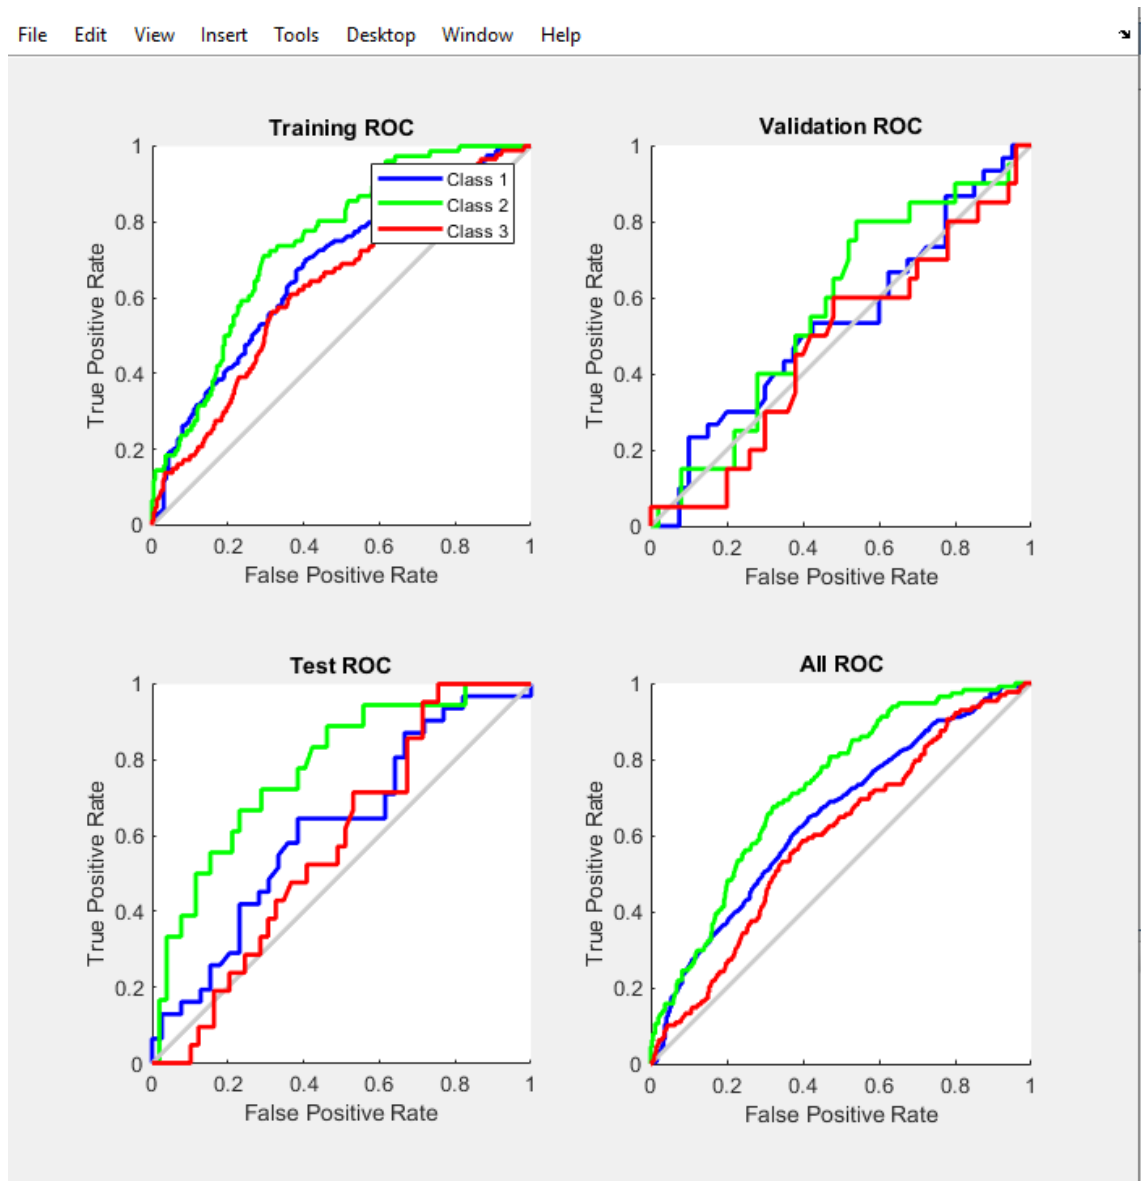 File Edit View Insert Tools Desktop Window Help
Training ROC
1
0.8
0.6
0.4
0.2
0
True Positive Rate
Class 1
Class 2
Class 3
0 0.2 0.4 0.6 0.8 1
False Positive Rate
Validation ROC
1
0.8
0.6
0.4
0.2
0
True Positive Rate
0 0.2 0.4 0.6 0.8 1
False Positive Rate
Test ROC
1
0.8
0.6
0.4
0.2
0
True Positive Rate
0 0.2 0.4 0.6 0.8 1
False Positive Rate
All ROC
1
0.8
0.6
0.4
0.2
0
True Positive Rate
0 0.2 0.4 0.6 0.8 1
False Positive Rate